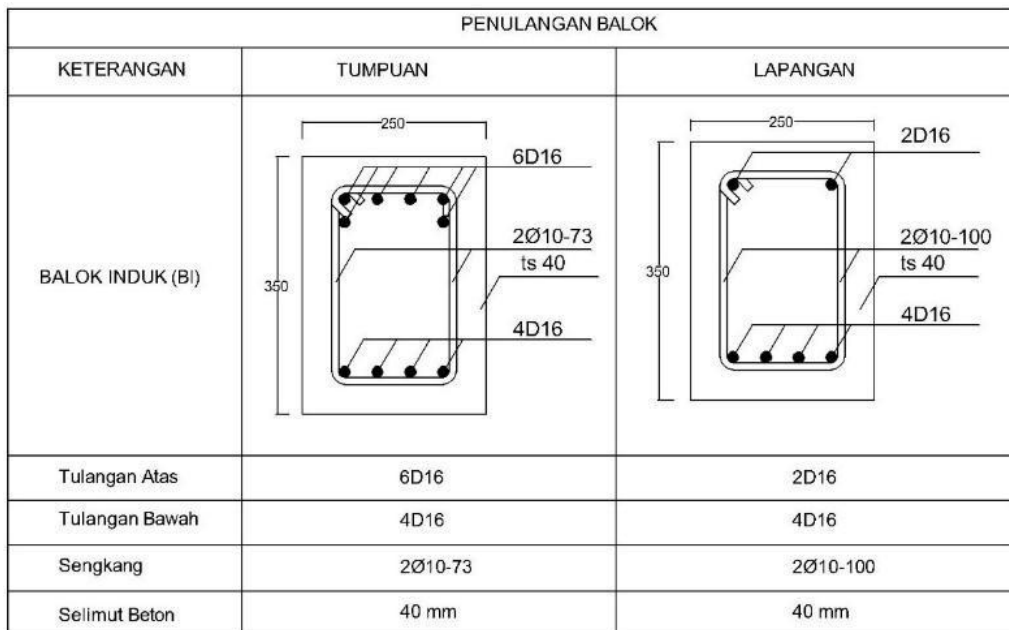 PENULANGAN BALOK
KETERANGAN TUMPUAN LAPANGAN
BALOK INDUK (BI)
250
350
6D16
2Ø10-73
ts 40
4D16
250
350
2D16
2Ø10-100
ts 40
4D16
Tulangan Atas 6D16 2D16
Tulangan Bawah 4D16 4D16
Sengkang 2Ø10-73 2Ø10-100
Selimut Beton 40 mm 40 mm